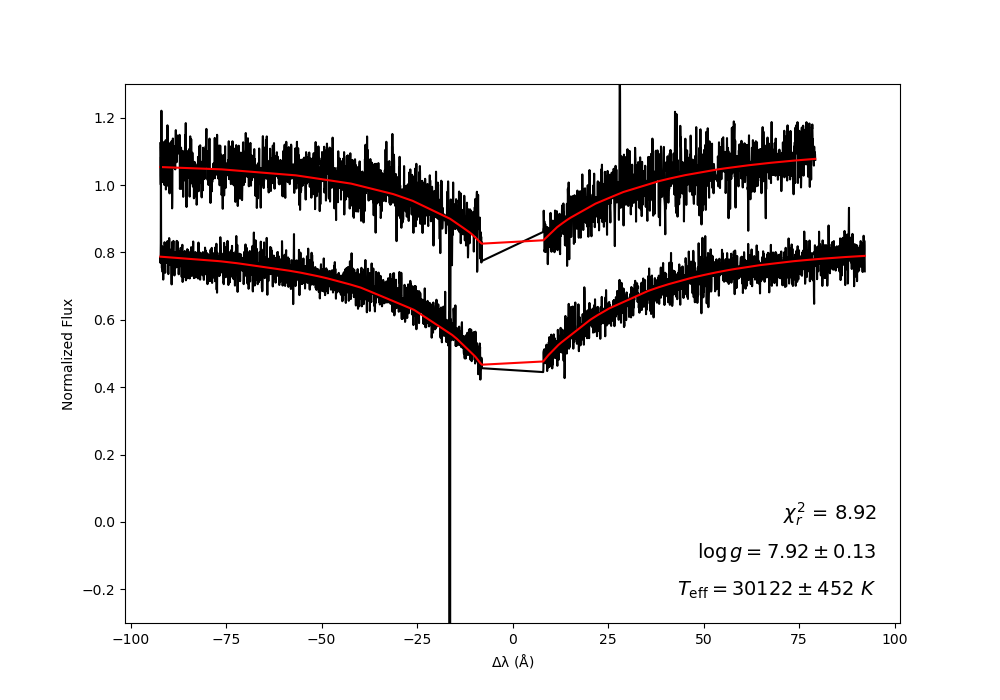 1.2
1.0
0.8
0.6
0.4
0.2
0.0
−0.2
Normalized Flux
χ²ᵣ = 8.92
log g = 7.92 ± 0.13
T_eff = 30122 ± 452 K
−100 −75 −50 −25 0 25 50 75 100
Δλ (Å)